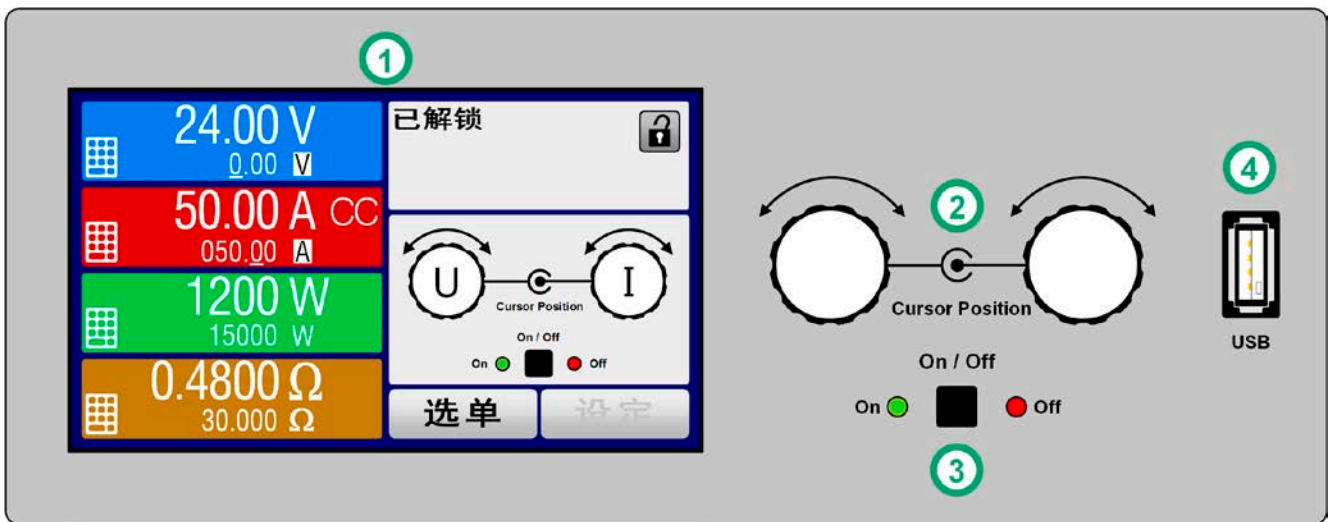 1
24.00 V
0.00 V
50.00 A CC
050.00 A
1200 W
15000 W
0.4800 Ω
30.000 Ω
已解锁
U
I
Cursor Position
On / Off
On
Off
选单
设定
2
Cursor Position
On / Off
On
Off
3
4
USB